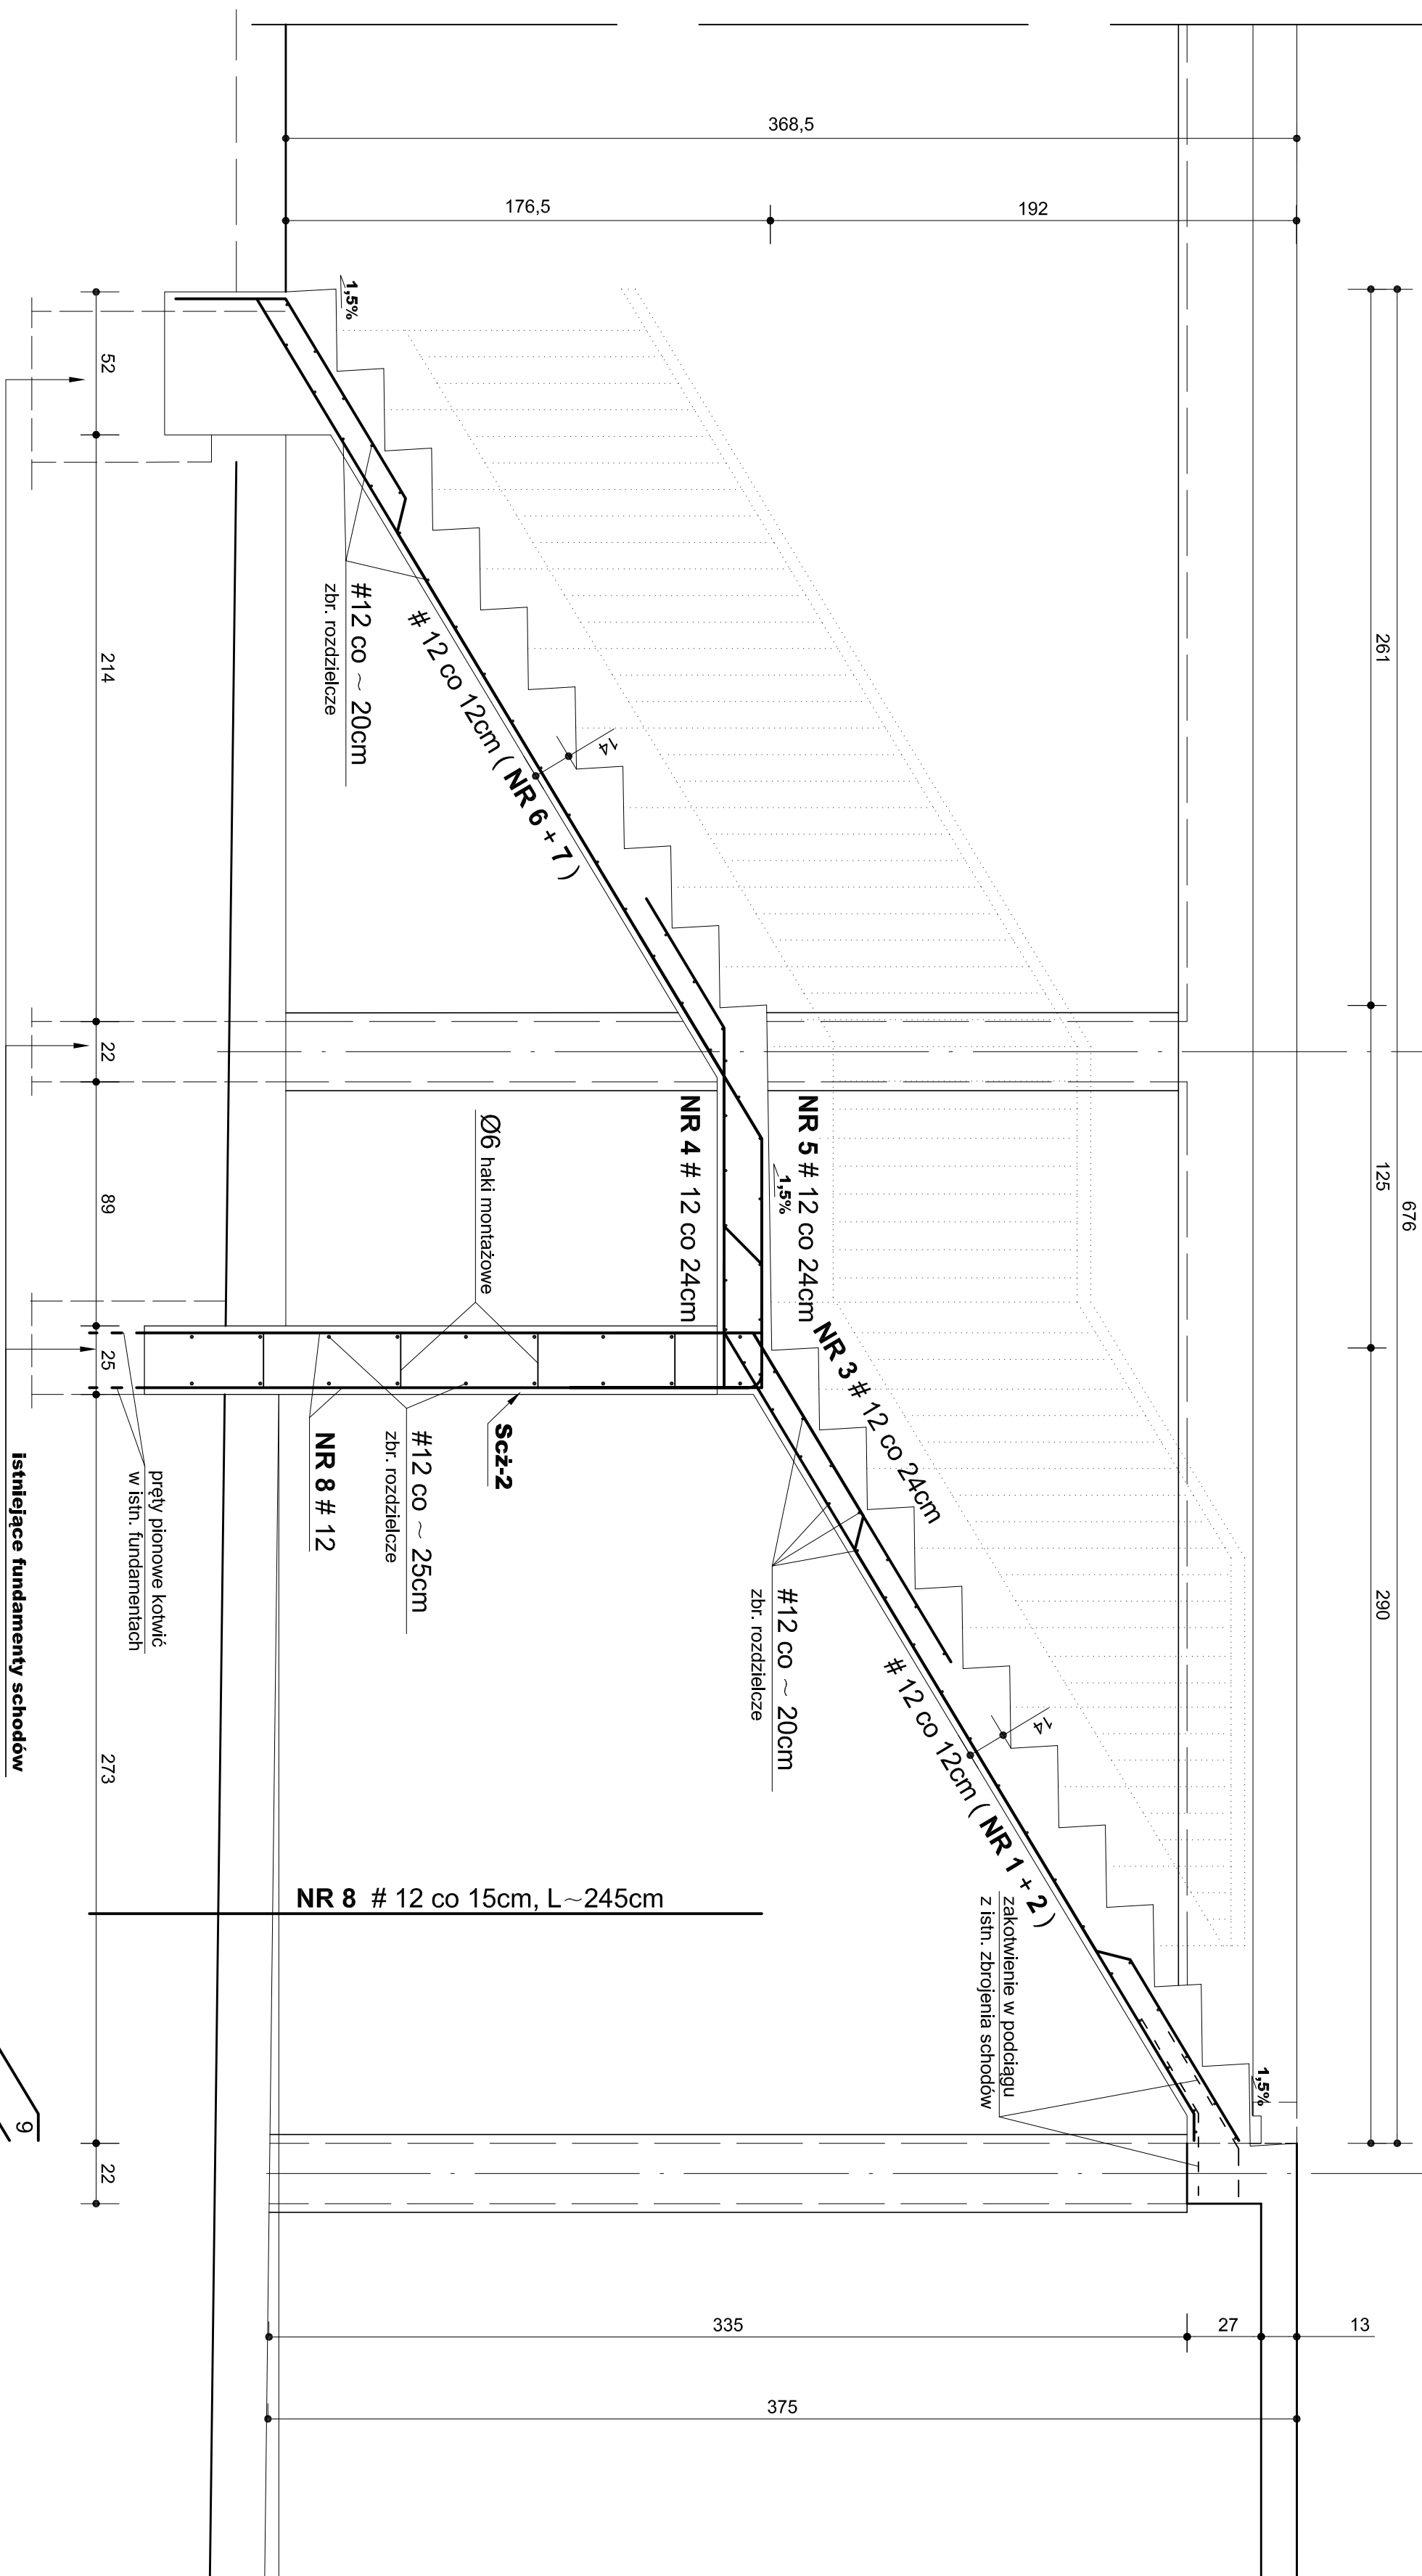 368,5
176,5
192
676
261
125
290
1,5%
52
214
22
89
25
273
22
#12 co ~ 20cm
zbr. rozdzielcze
# 12 co 12cm ( NR 6 + 7 )
14
NR 5 # 12 co 24cm
1,5%
NR 4 # 12 co 24cm
Ø6 haki montażowe
NR 3 # 12 co 24cm
Scż-2
#12 co ~ 25cm
zbr. rozdzielcze
NR 8 # 12
pręty pionowe kotwić
w istn. fundamentach
istniejące fundamenty schodów
#12 co ~ 20cm
zbr. rozdzielcze
# 12 co 12cm ( NR 1 + 2 )
14
zakotwienie w podciągu
z istn. zbrojenia schodów
1,5%
NR 8 # 12 co 15cm, L~245cm
9
335
27
13
375